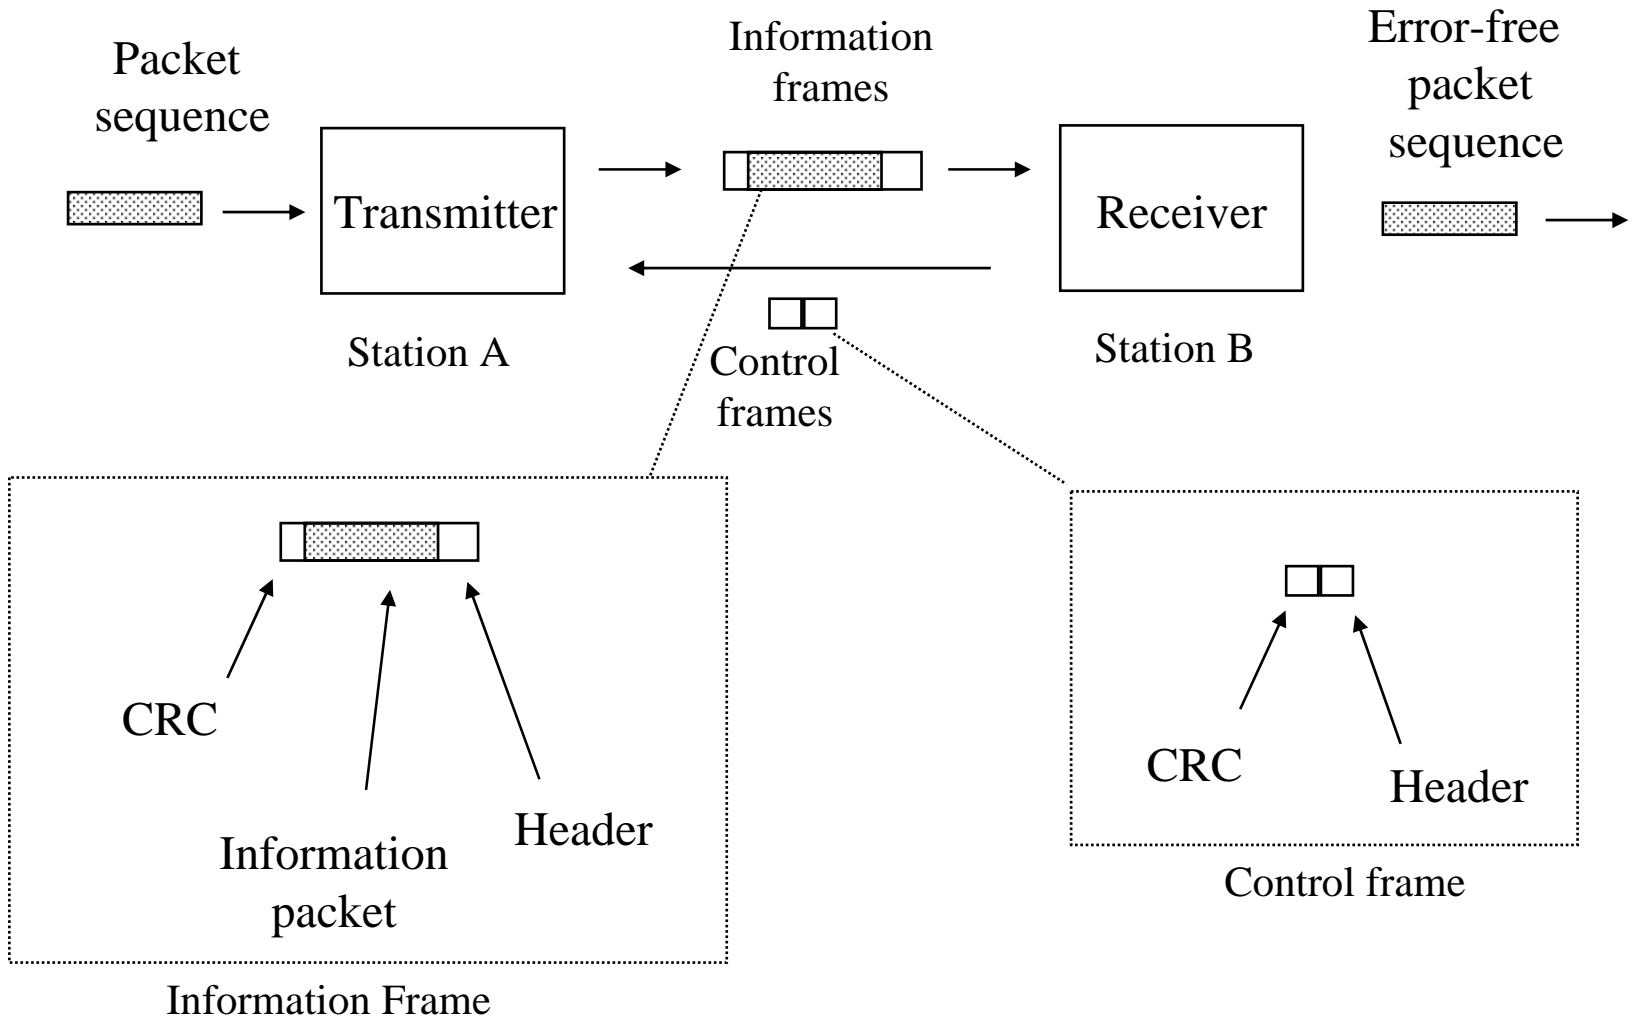 Packet
sequence
Information
frames
Error-free
packet
sequence
Transmitter
Receiver
Station A
Control
frames
Station B
CRC
Information
packet
Header
Information Frame
CRC
Header
Control frame